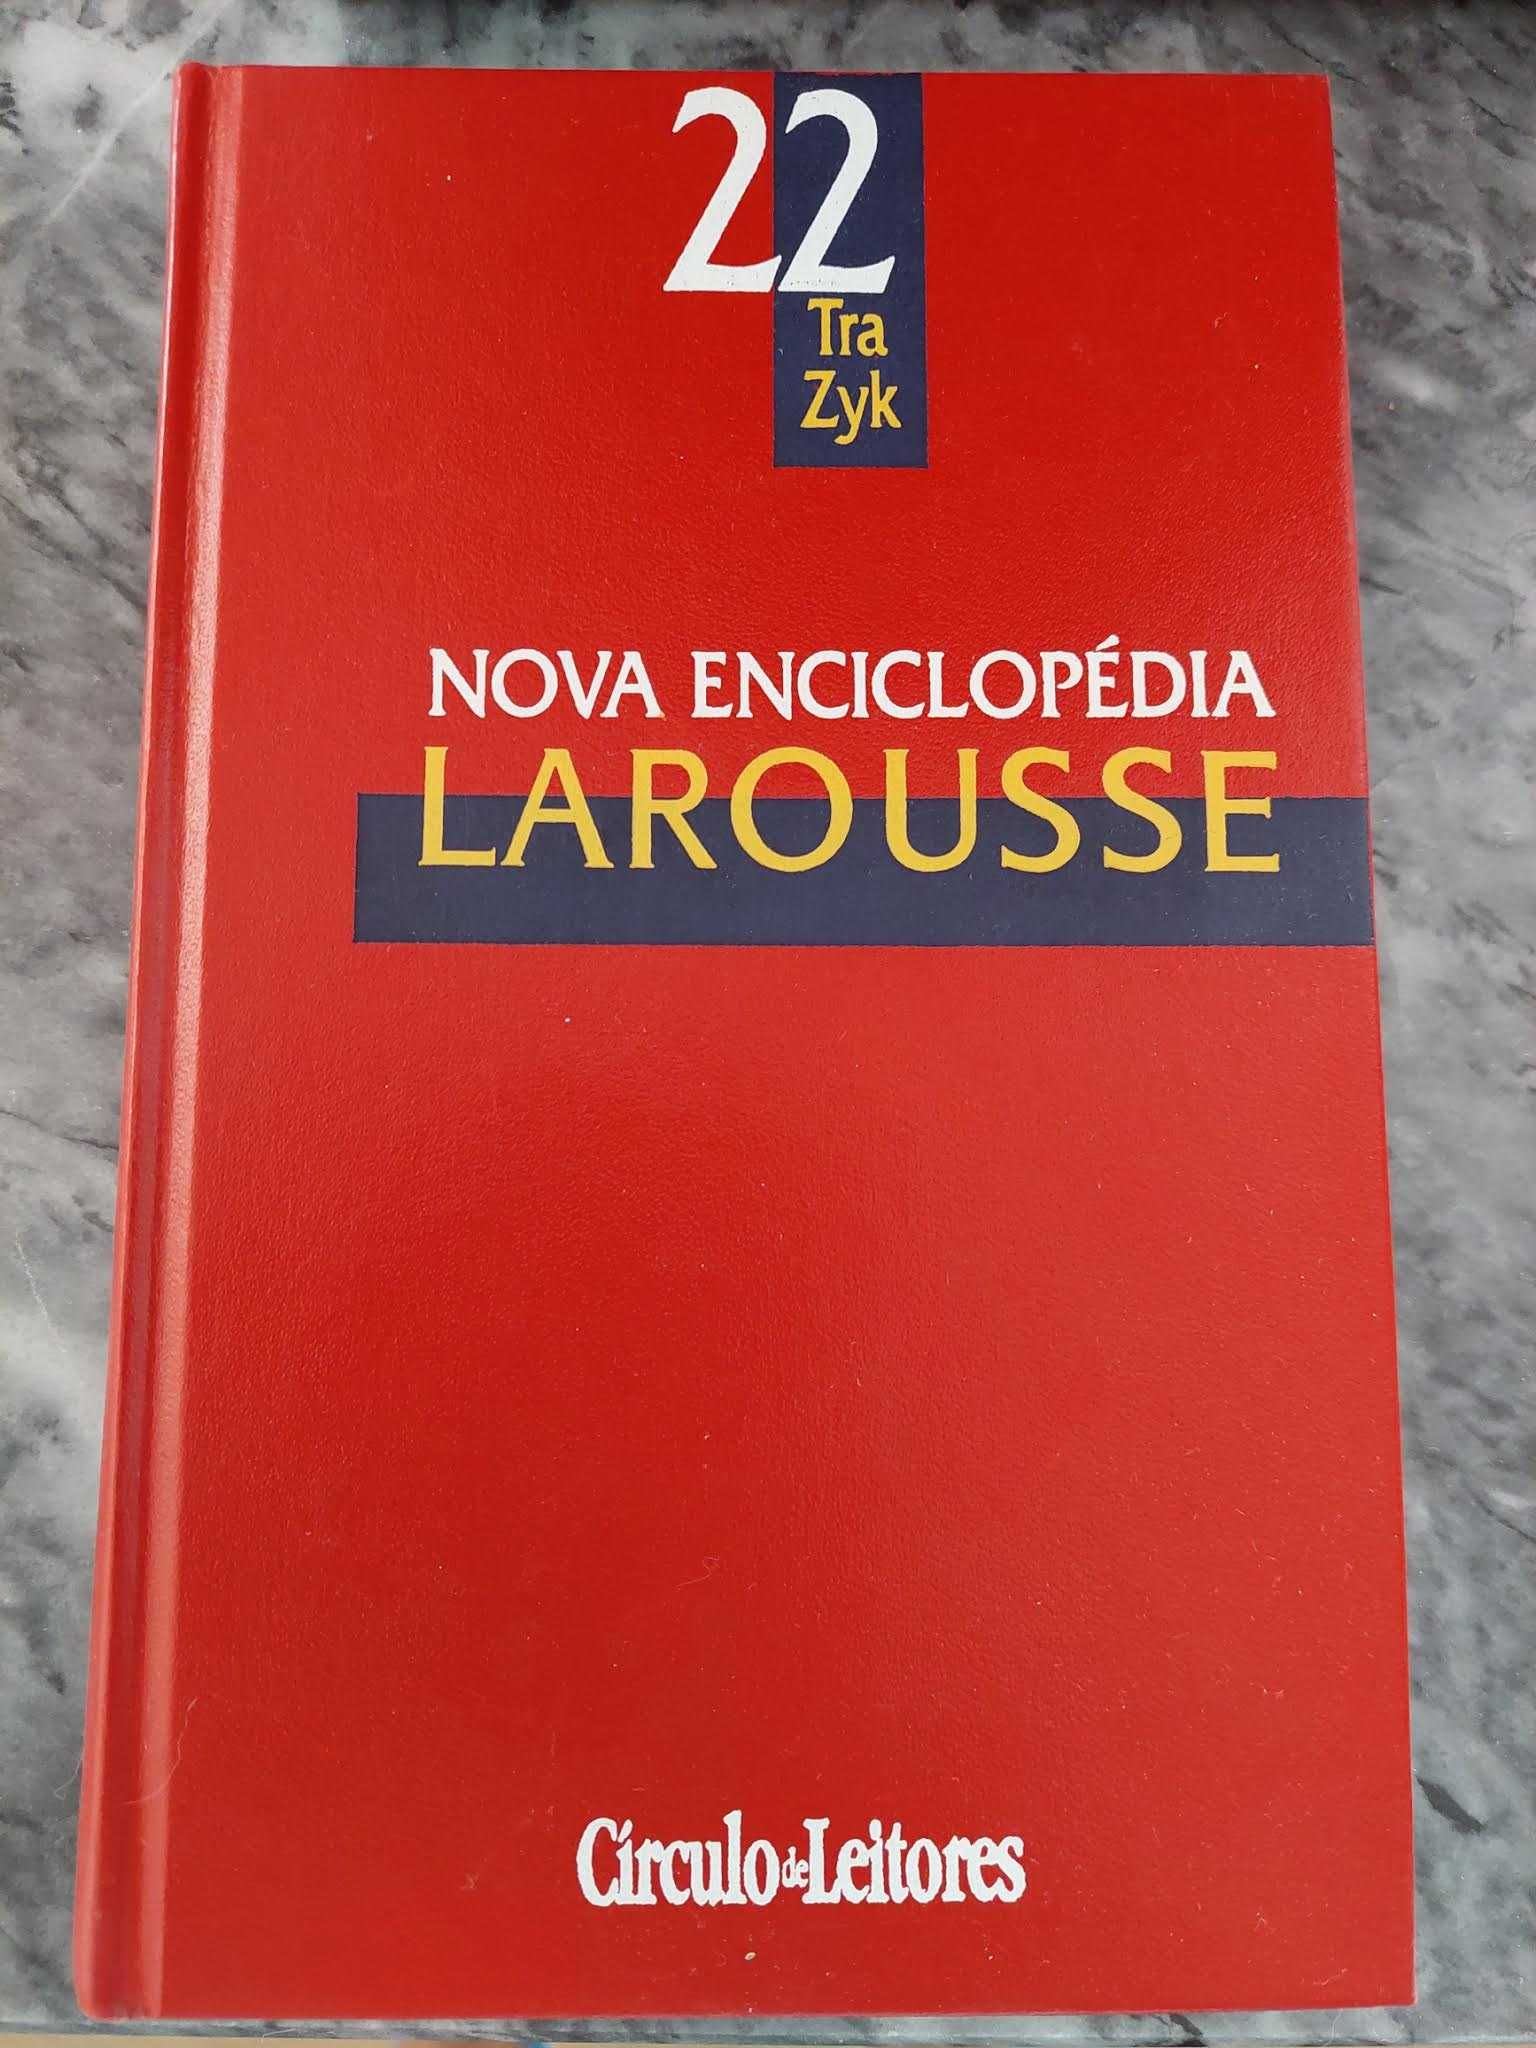 22
Tra
Zyk
NOVA ENCICLOPÉDIA
LAROUSSE
Círculo de Leitores